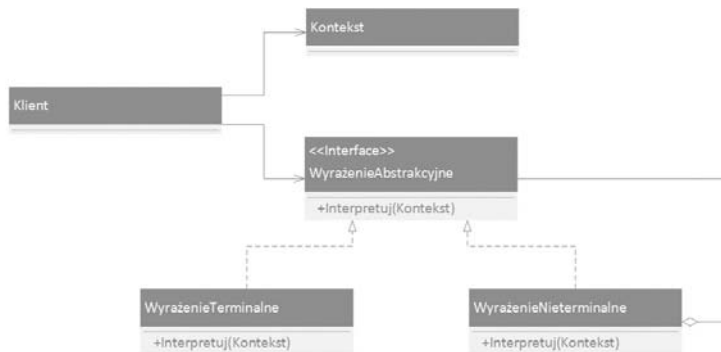 Kontekst
Klient
<<Interface>>
WyrażenieAbstrakcyjne
+Interpretuj(Kontekst)
WyrażenieTerminalne
+Interpretuj(Kontekst)
WyrażenieNieterminalne
+Interpretuj(Kontekst)